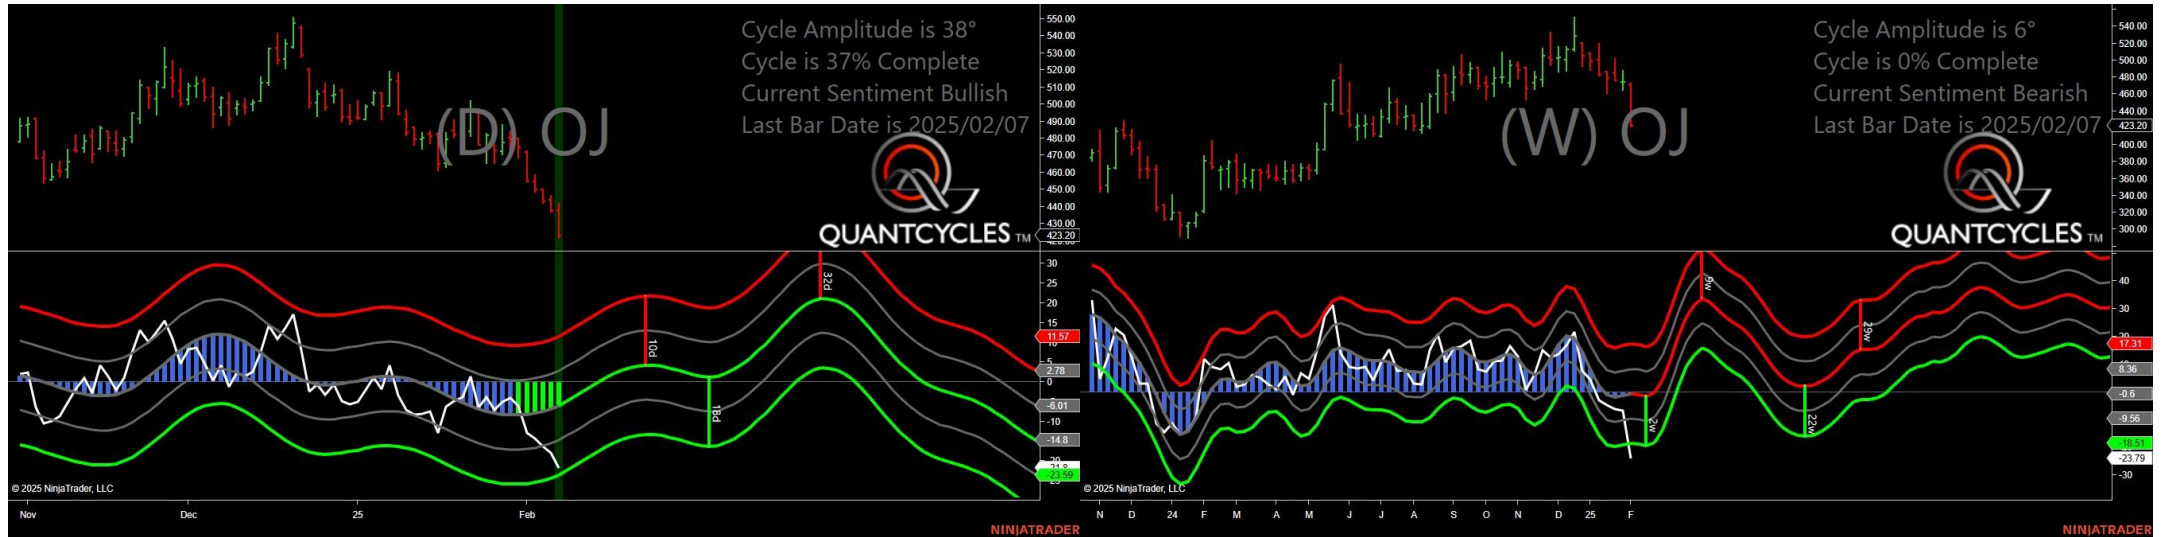 Cycle Amplitude is 38°
Cycle is 37% Complete
Current Sentiment Bullish
Last Bar Date is 2025/02/07
(D) OJ
QUANTCYCLES TM
550.00
540.00
530.00
520.00
510.00
500.00
490.00
480.00
470.00
460.00
450.00
440.00
430.00
423.20
30
25
20
15
11.57
10
5
2.78
0
-6.01
-10
-14.8
-21.8
-23.59
10d
18d
32d
© 2025 NinjaTrader, LLC
Nov
Dec
25
Feb
NINJATRADER
Cycle Amplitude is 6°
Cycle is 0% Complete
Current Sentiment Bearish
Last Bar Date is 2025/02/07
(W) OJ
QUANTCYCLES TM
540.00
520.00
500.00
480.00
460.00
440.00
423.20
400.00
380.00
360.00
340.00
320.00
300.00
40
30
20
17.31
8.36
-0.6
-9.56
-18.51
-23.79
-30
2w
9w
22w
29w
© 2025 NinjaTrader, LLC
N D 24 F M A M J J A S O N D 25 F
NINJATRADER